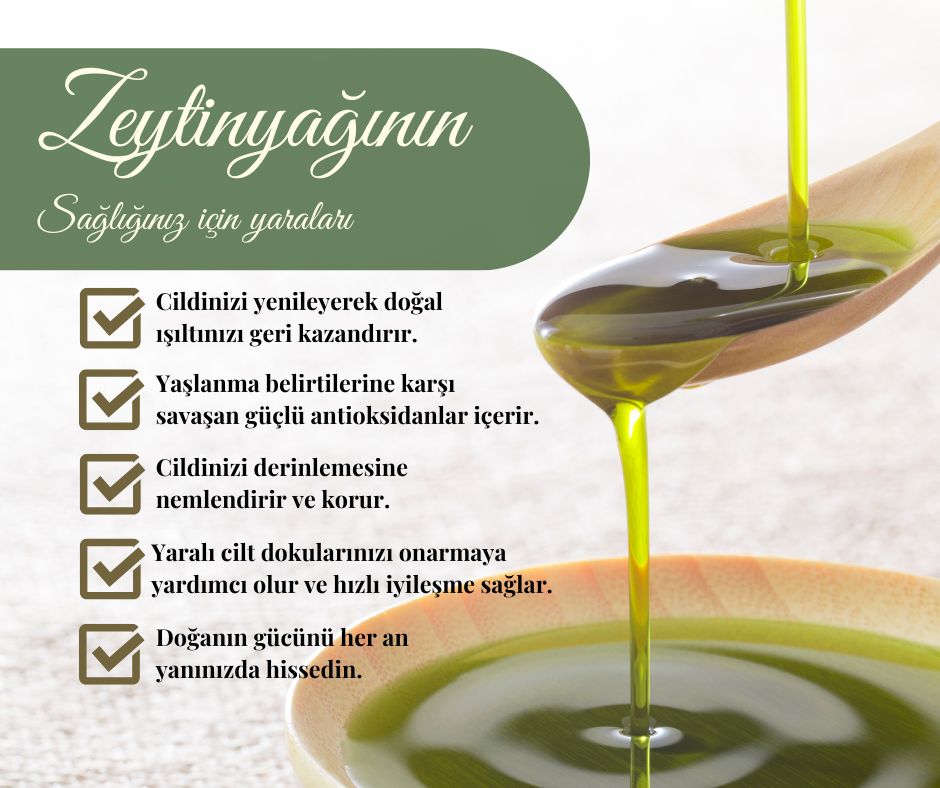 Zeytinyağının
Sağlığınız için yaraları
Cildinizi yenileyerek doğal
ışıltınızı geri kazandırır.
Yaşlanma belirtilerine karşı
savaşan güçlü antioksidanlar içerir.
Cildinizi derinlemesine
nemlendirir ve korur.
Yaralı cilt dokularınızı onarmaya
yardımcı olur ve hızlı iyileşme sağlar.
Doğanın gücünü her an
yanınızda hissedin.